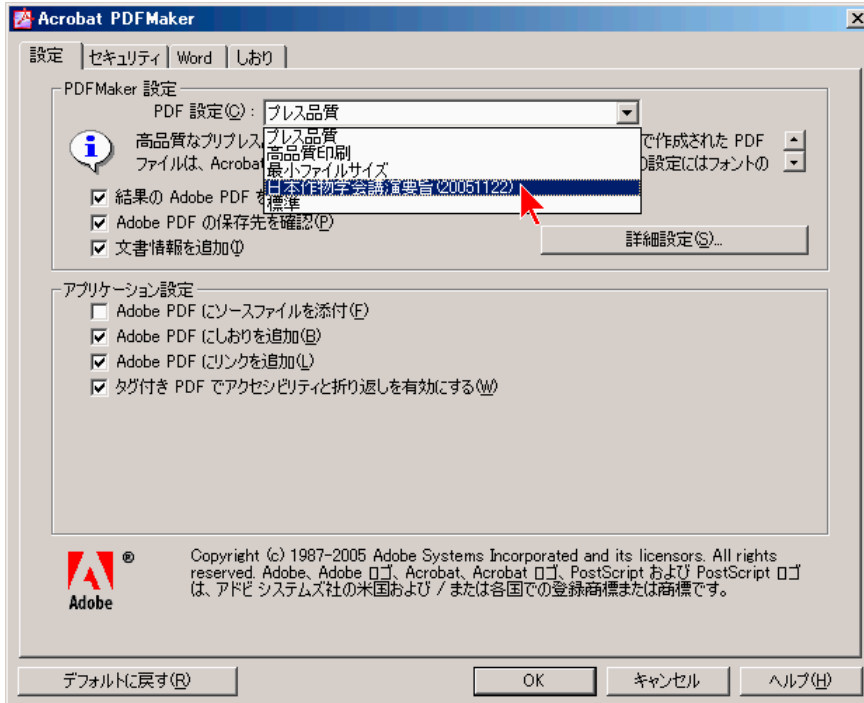 Acrobat PDFMaker
設定 セキュリティ Word しおり
PDFMaker 設定
PDF 設定(C): プレス品質
プレス品質
高品質印刷
最小ファイルサイズ
日本作物学会講演要旨(20051122)
標準
高品質なプリプレス で作成された PDF
ファイルは、Acrobat の設定にはフォントの
結果の Adobe PDF を
Adobe PDF の保存先を確認(P)
文書情報を追加(I)
詳細設定(S)...
アプリケーション設定
Adobe PDF にソースファイルを添付(F)
Adobe PDF にしおりを追加(B)
Adobe PDF にリンクを追加(L)
タグ付き PDF でアクセシビリティと折り返しを有効にする(W)
Adobe
®
Copyright (c) 1987-2005 Adobe Systems Incorporated and its licensors. All rights
reserved. Adobe、Adobe ロゴ、Acrobat、Acrobat ロゴ、PostScript および PostScript ロゴ
は、アドビ システムズ社の米国および / または各国での登録商標または商標です。
デフォルトに戻す(R) OK キャンセル ヘルプ(H)